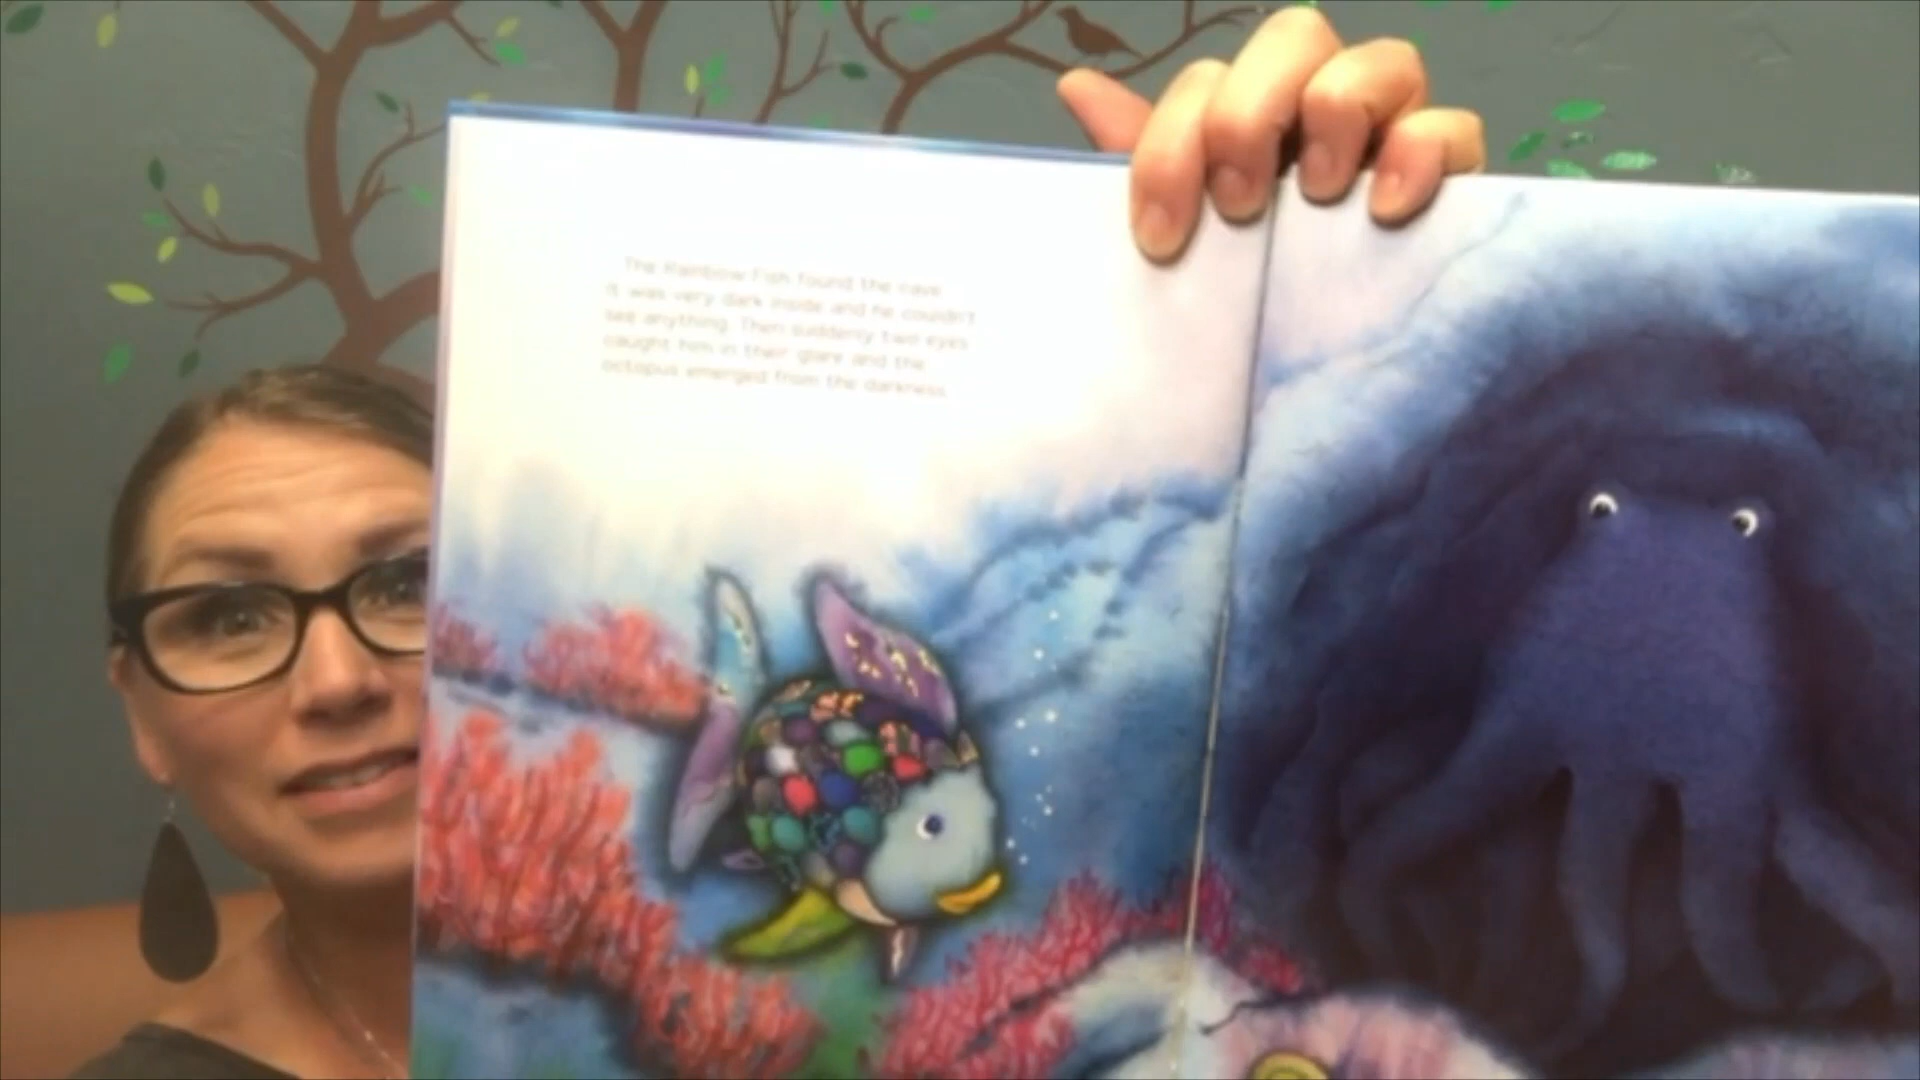 The Rainbow Fish found the cave.
It was very dark inside and he couldn't
see anything. Then suddenly two eyes
caught him in their glare and the
octopus emerged from the darkness.